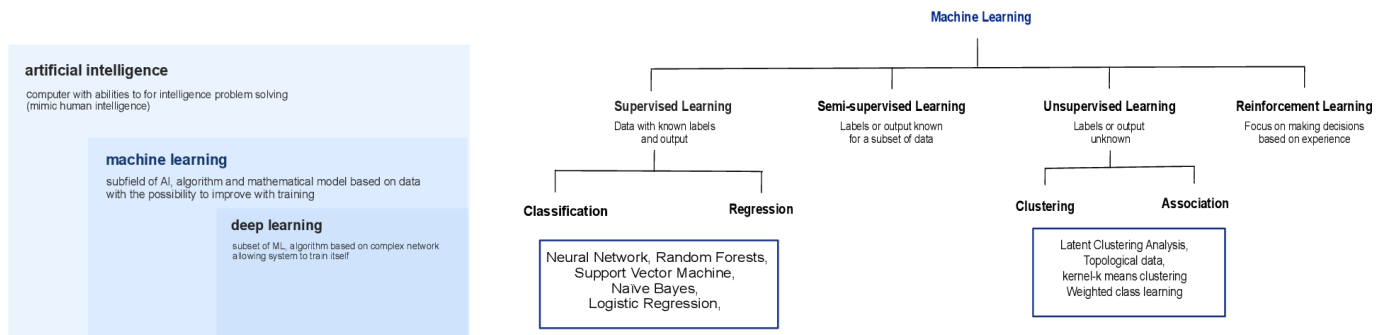 artificial intelligence
computer with abilities to for intelligence problem solving
(mimic human intelligence)
machine learning
subfield of AI, algorithm and mathematical model based on data
with the possibility to improve with training
deep learning
subset of ML, algorithm based on complex network
allowing system to train itself
Machine Learning
Supervised Learning
Data with known labels
and output
Semi-supervised Learning
Labels or output known
for a subset of data
Unsupervised Learning
Labels or output
unknown
Reinforcement Learning
Focus on making decisions
based on experience
Classification
Regression
Clustering
Association
Neural Network, Random Forests,
Support Vector Machine,
Naïve Bayes,
Logistic Regression,
Latent Clustering Analysis,
Topological data,
kernel-k means clustering
Weighted class learning